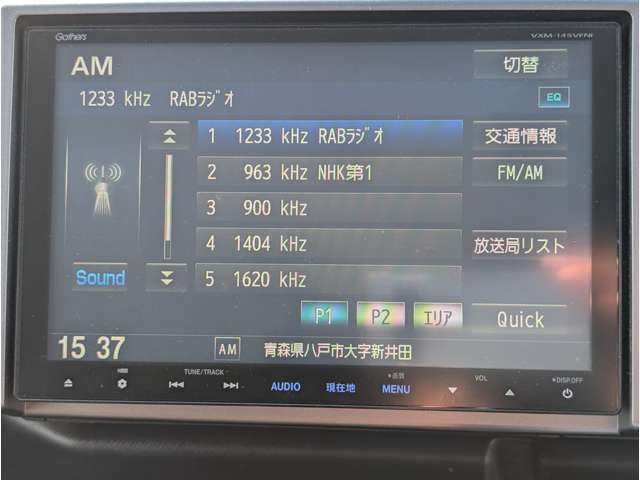 Gathers VXM-145VFNi
AM 切替
1233 kHz RABラジオ EQ
1 1233 kHz RABラジオ 交通情報
2 963 kHz NHK第1 FM/AM
3 900 kHz
4 1404 kHz 放送局リスト
Sound 5 1620 kHz
P1 P2 エリア Quick
15 37 AM 青森県八戸市大字新井田
TUNE/TRACK 画質 VOL DISP.OFF
AUDIO 現在地 MENU